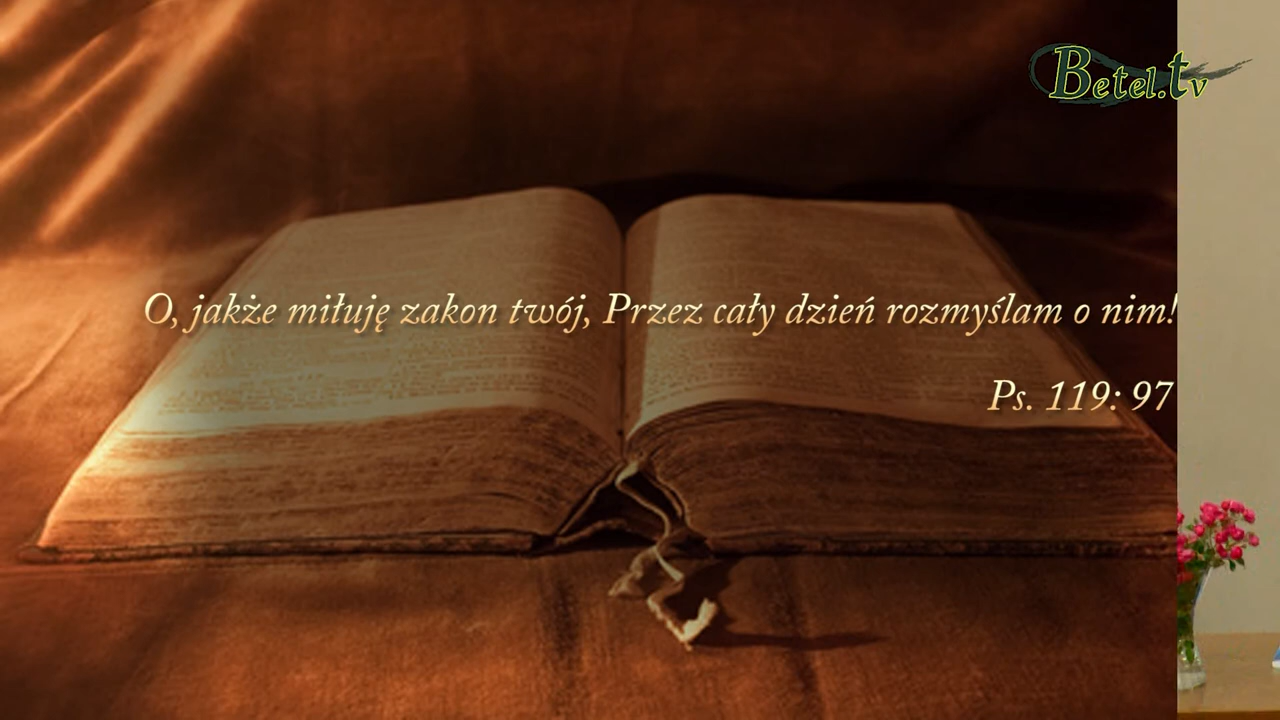 Betel.tv
O, jakże miłuję zakon twój, Przez cały dzień rozmyślam o nim!
Ps. 119: 97